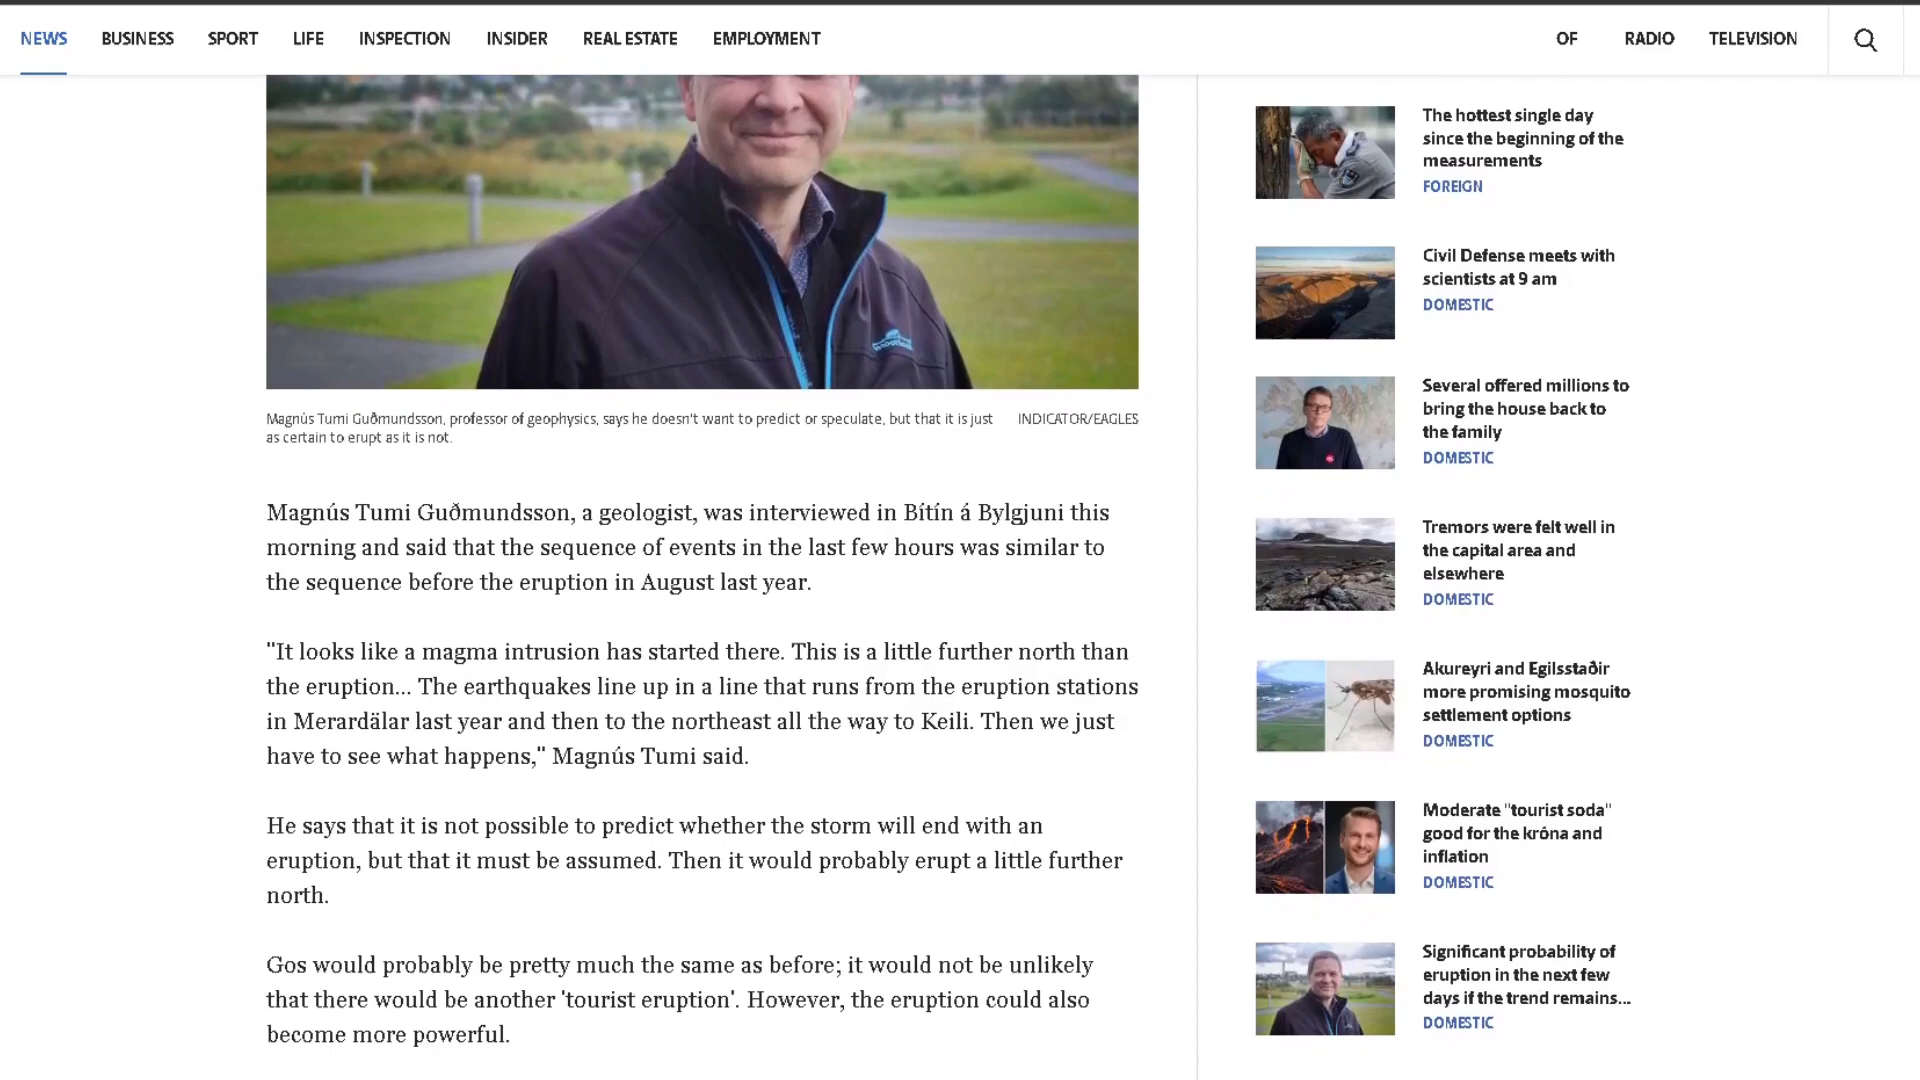 NEWS BUSINESS SPORT LIFE INSPECTION INSIDER REAL ESTATE EMPLOYMENT OF RADIO TELEVISION
Magnús Tumi Guðmundsson, professor of geophysics, says he doesn't want to predict or speculate, but that it is just
as certain to erupt as it is not.
INDICATOR/EAGLES
Magnús Tumi Guðmundsson, a geologist, was interviewed in Bítín á Bylgjuni this
morning and said that the sequence of events in the last few hours was similar to
the sequence before the eruption in August last year.
"It looks like a magma intrusion has started there. This is a little further north than
the eruption... The earthquakes line up in a line that runs from the eruption stations
in Merardälar last year and then to the northeast all the way to Keili. Then we just
have to see what happens," Magnús Tumi said.
He says that it is not possible to predict whether the storm will end with an
eruption, but that it must be assumed. Then it would probably erupt a little further
north.
Gos would probably be pretty much the same as before; it would not be unlikely
that there would be another 'tourist eruption'. However, the eruption could also
become more powerful.
The hottest single day
since the beginning of the
measurements
FOREIGN
Civil Defense meets with
scientists at 9 am
DOMESTIC
Several offered millions to
bring the house back to
the family
DOMESTIC
Tremors were felt well in
the capital area and
elsewhere
DOMESTIC
Akureyri and Egilsstaðir
more promising mosquito
settlement options
DOMESTIC
Moderate "tourist soda"
good for the króna and
inflation
DOMESTIC
Significant probability of
eruption in the next few
days if the trend remains...
DOMESTIC